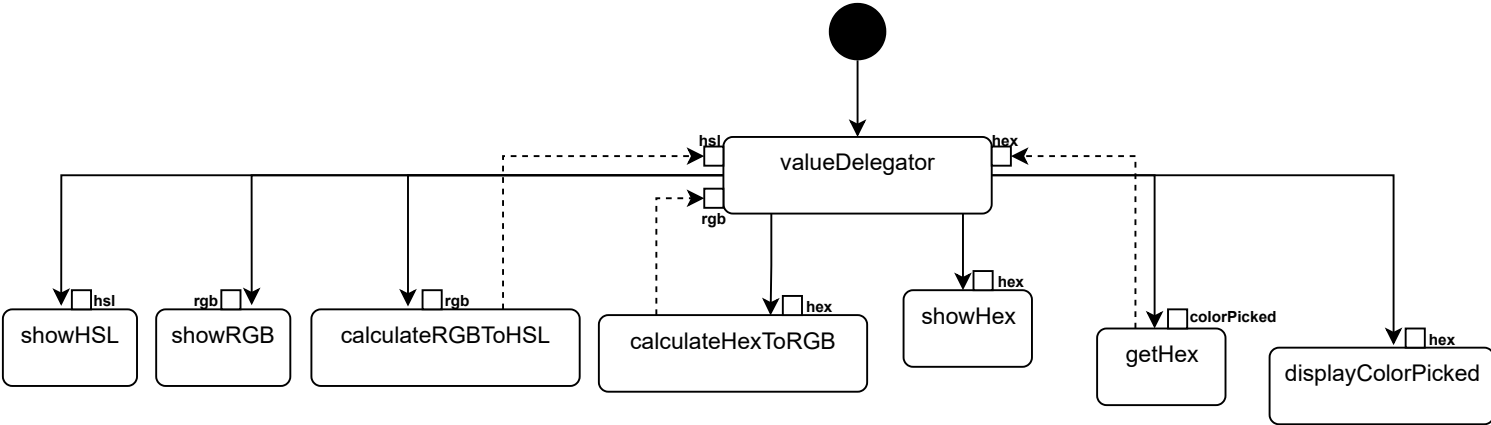 hsl
hex
valueDelegator
rgb
hsl
showHSL
rgb
showRGB
rgb
calculateRGBToHSL
hex
calculateHexToRGB
hex
showHex
colorPicked
getHex
hex
displayColorPicked